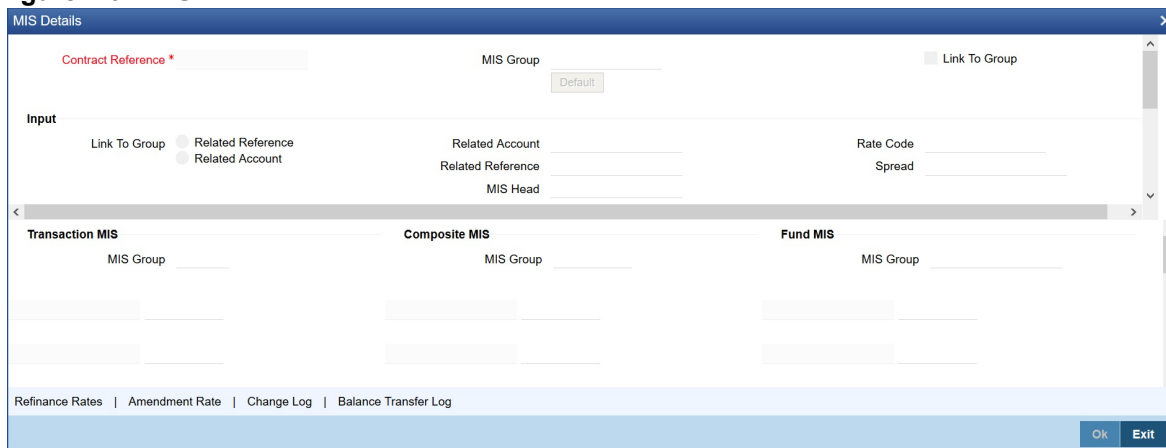 MIS Details
Contract Reference *
MIS Group
Link To Group
Default
Input
Link To Group
Related Reference
Related Account
Related Account
Related Reference
MIS Head
Rate Code
Spread
Transaction MIS
Composite MIS
Fund MIS
MIS Group
MIS Group
MIS Group
Refinance Rates | Amendment Rate | Change Log | Balance Transfer Log
Ok Exit